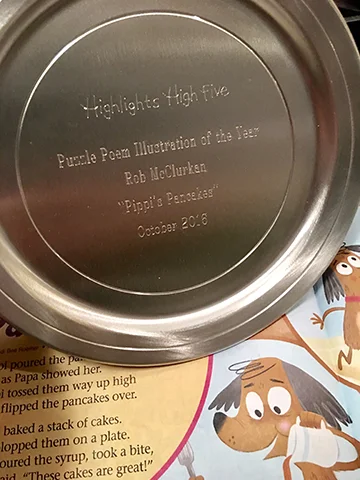 Highlights High Five
Puzzle Poem Illustration of the Year
Rob McClurkan
"Pippi's Pancakes"
October 2016
poured the
as Papa showed her.
tossed them way up high
flipped the pancakes over.
baked a stack of cakes.
lopped them on a plate.
oured the syrup, took a bite,
aid, "These cakes are great!"